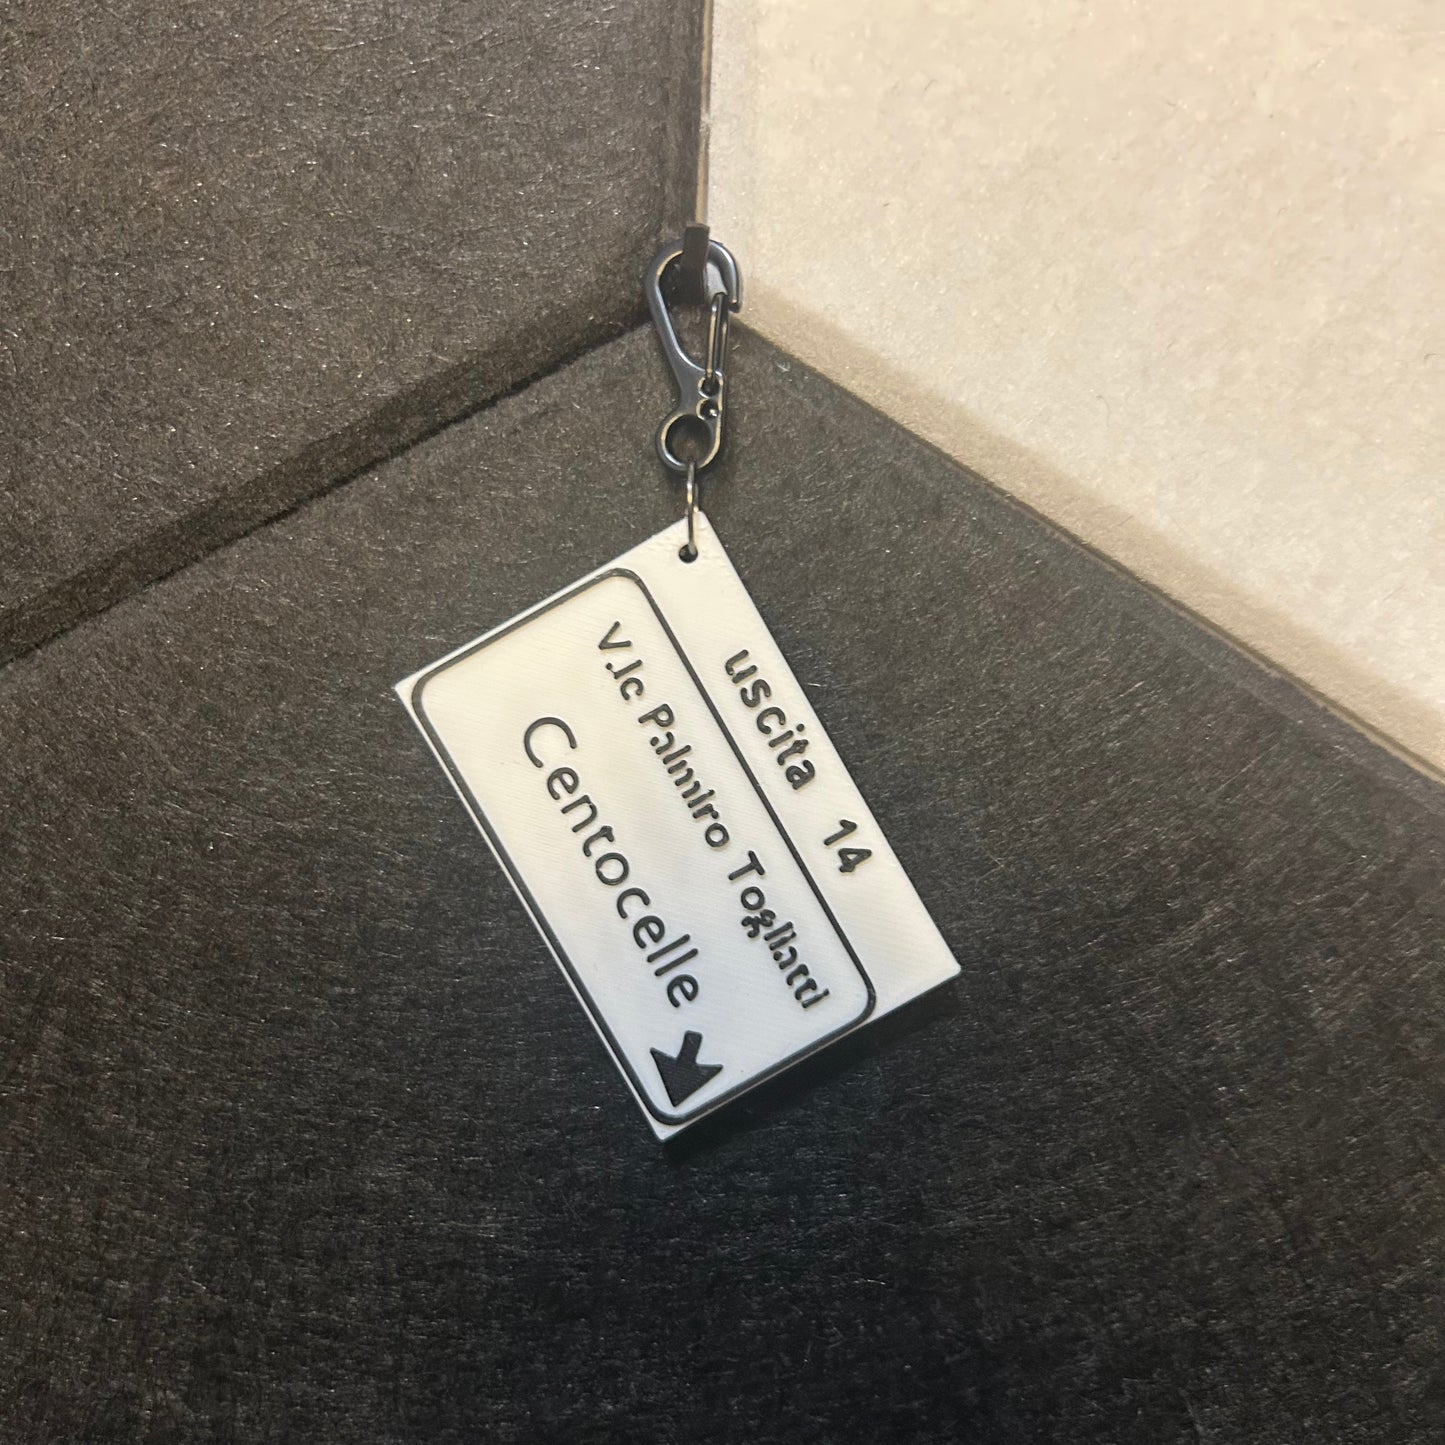 uscita 14
v.le Palmiro Togliatti
Centocelle